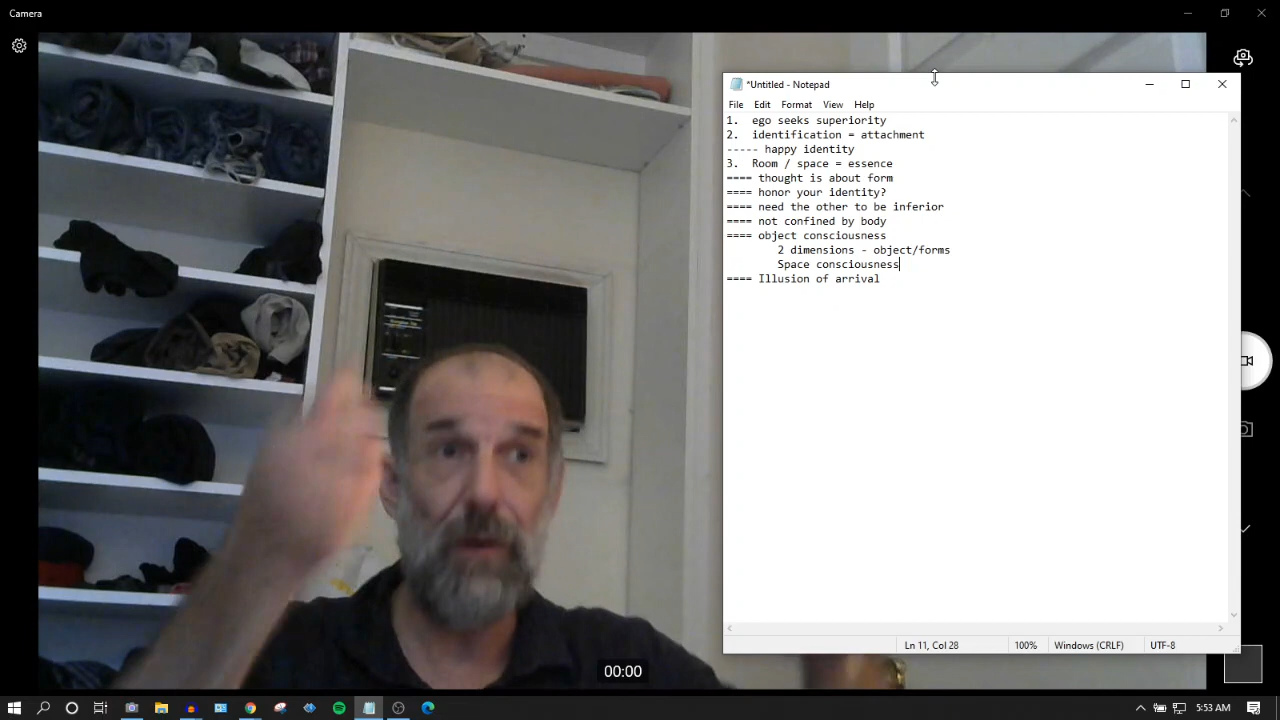 Camera
*Untitled - Notepad
File Edit Format View Help
1.  ego seeks superiority
2.  identification = attachment
----- happy identity
3.  Room / space = essence
==== thought is about form
==== honor your identity?
==== need the other to be inferior
==== not confined by body
==== object consciousness
        2 dimensions - object/forms
        Space consciousness
==== Illusion of arrival
Ln 11, Col 28 100% Windows (CRLF) UTF-8
00:00
5:53 AM